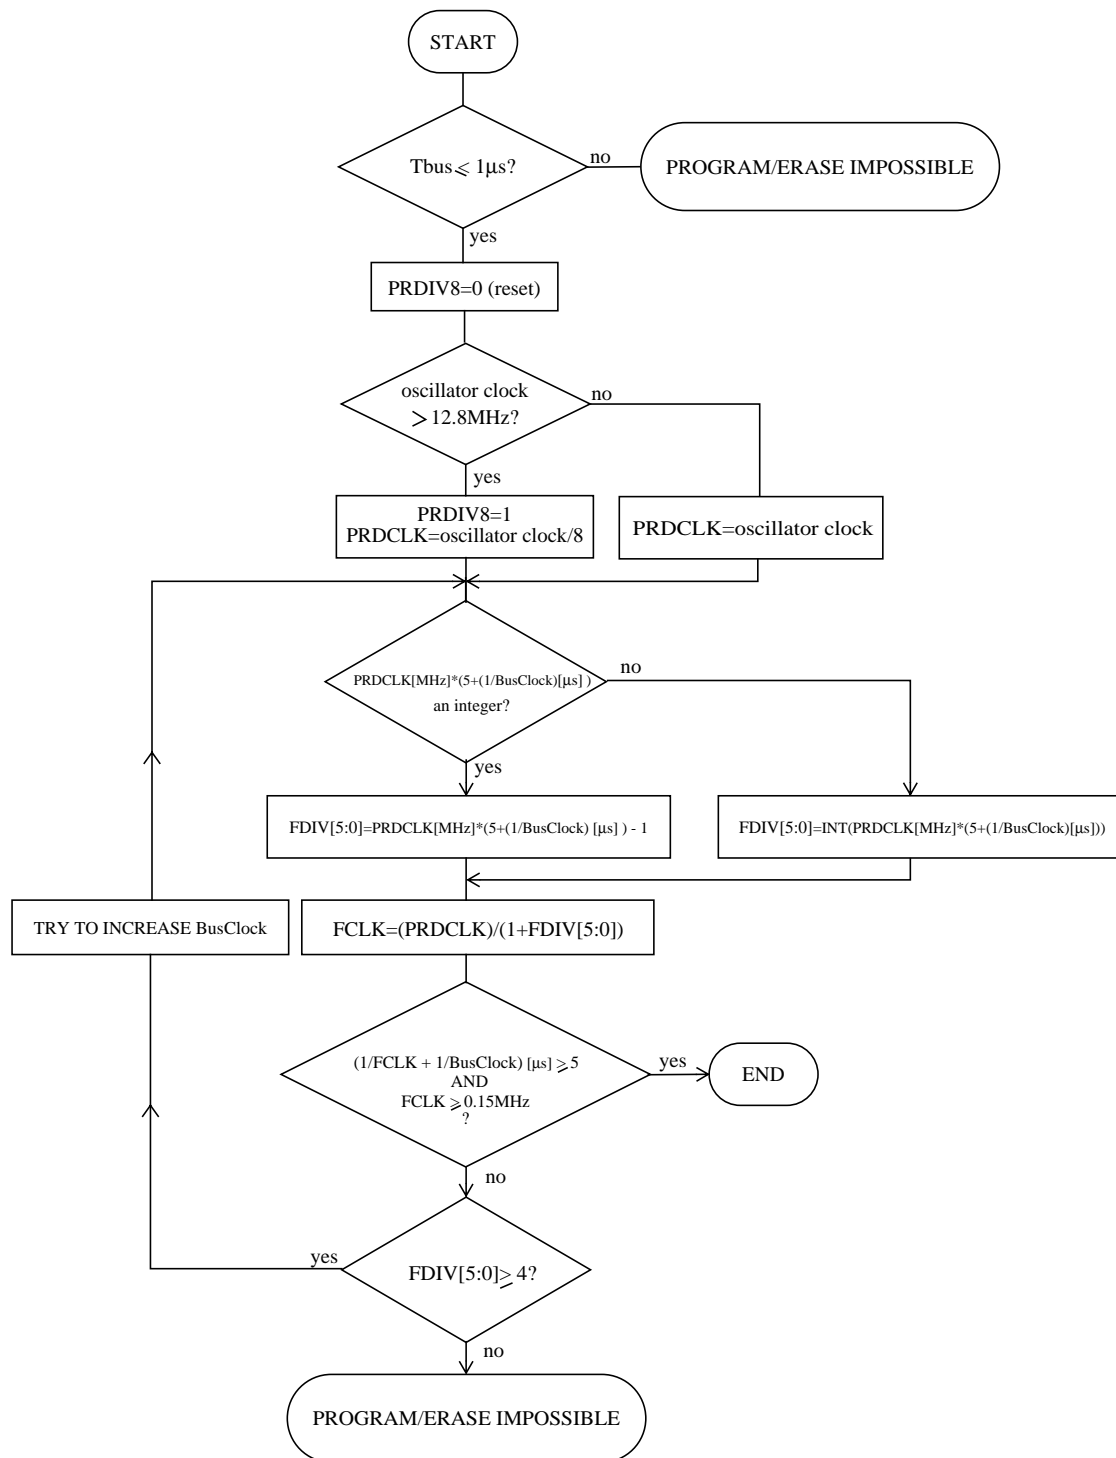 START
Tbus ⩽ 1μs?
no
PROGRAM/ERASE IMPOSSIBLE
yes
PRDIV8=0 (reset)
oscillator clock
> 12.8MHz?
no
yes
PRDIV8=1
PRDCLK=oscillator clock/8
PRDCLK=oscillator clock
PRDCLK[MHz]*(5+(1/BusClock)[μs] )
an integer?
no
yes
FDIV[5:0]=PRDCLK[MHz]*(5+(1/BusClock) [μs] ) - 1
FDIV[5:0]=INT(PRDCLK[MHz]*(5+(1/BusClock)[μs]))
TRY TO INCREASE BusClock
FCLK=(PRDCLK)/(1+FDIV[5:0])
(1/FCLK + 1/BusClock) [μs] ⩾ 5
AND
FCLK ⩾ 0.15MHz
?
yes
END
no
yes
FDIV[5:0] ≥ 4?
no
PROGRAM/ERASE IMPOSSIBLE